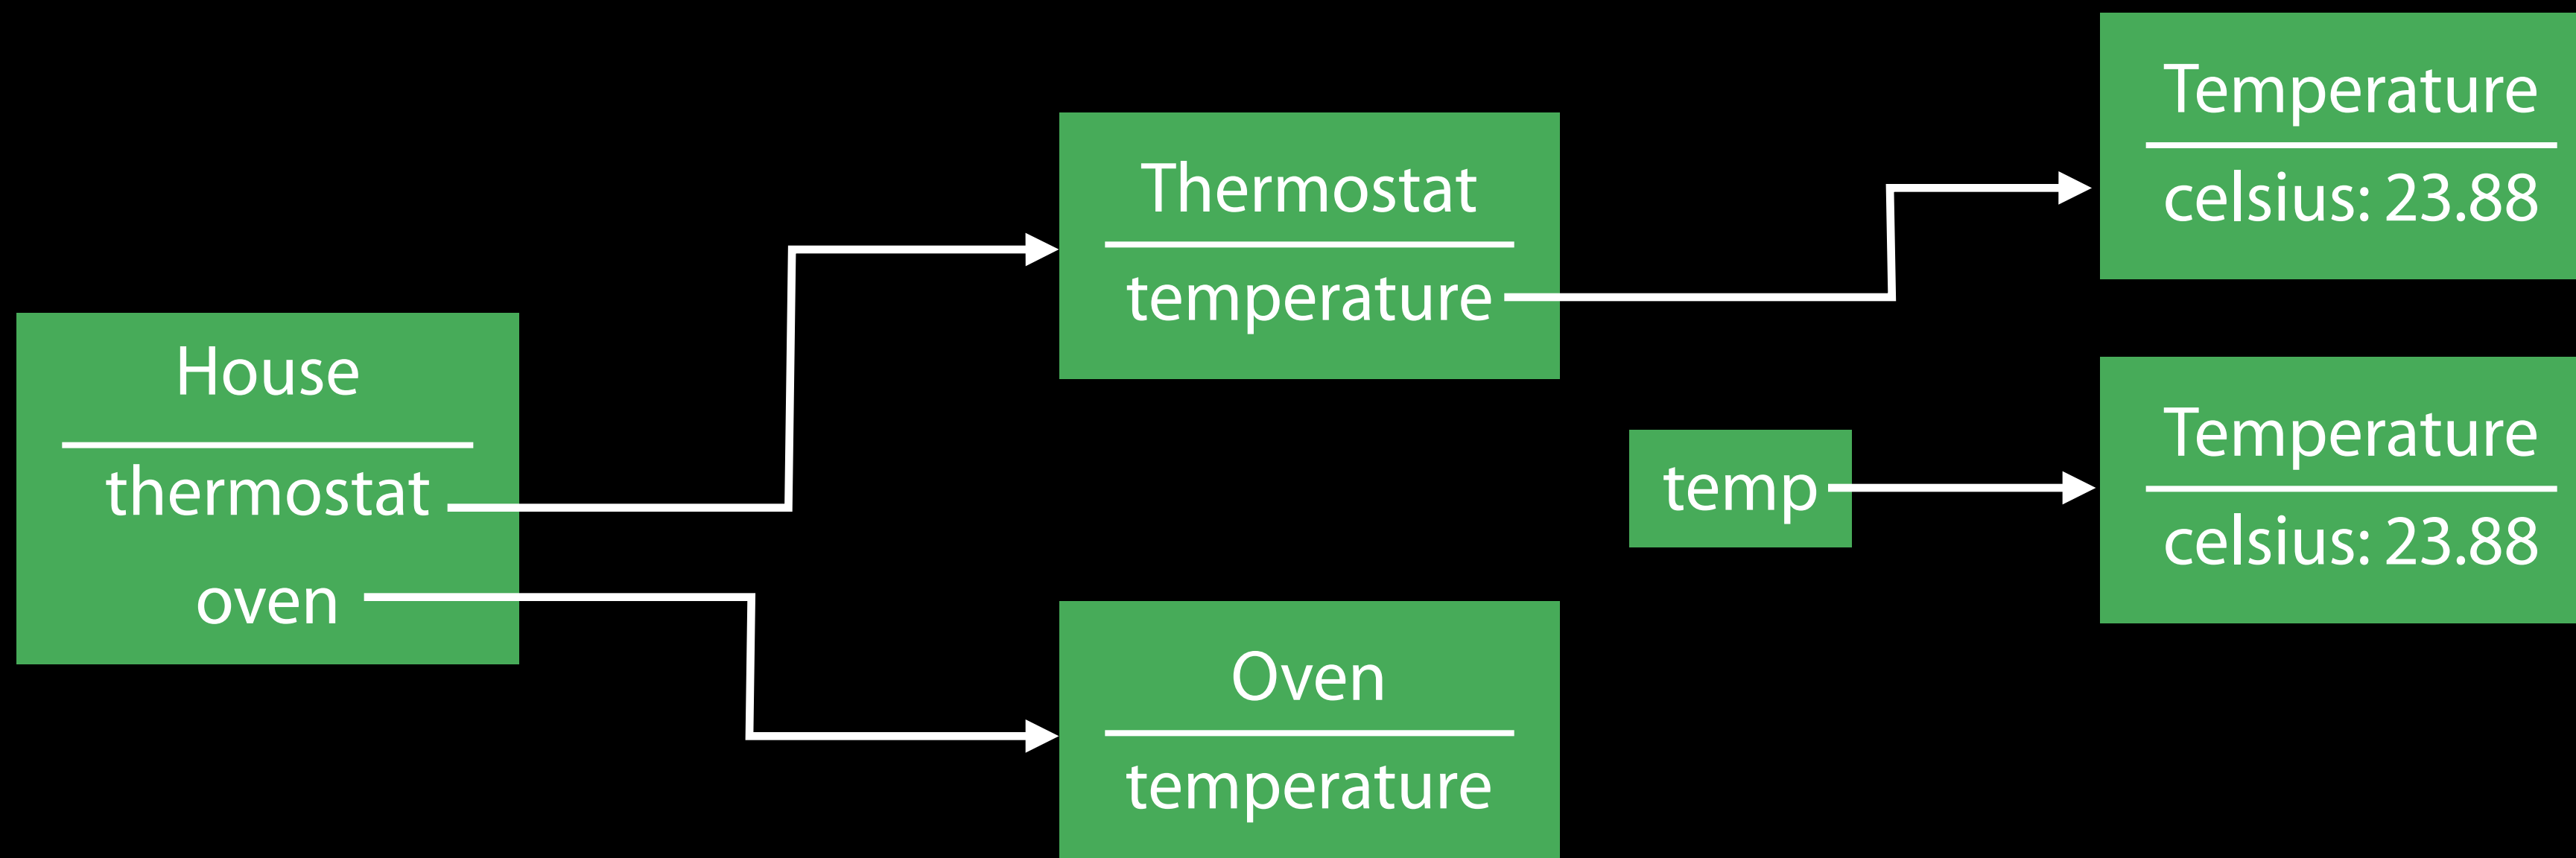 House
thermostat
oven
Thermostat
temperature
Oven
temperature
temp
Temperature
celsius: 23.88
Temperature
celsius: 23.88